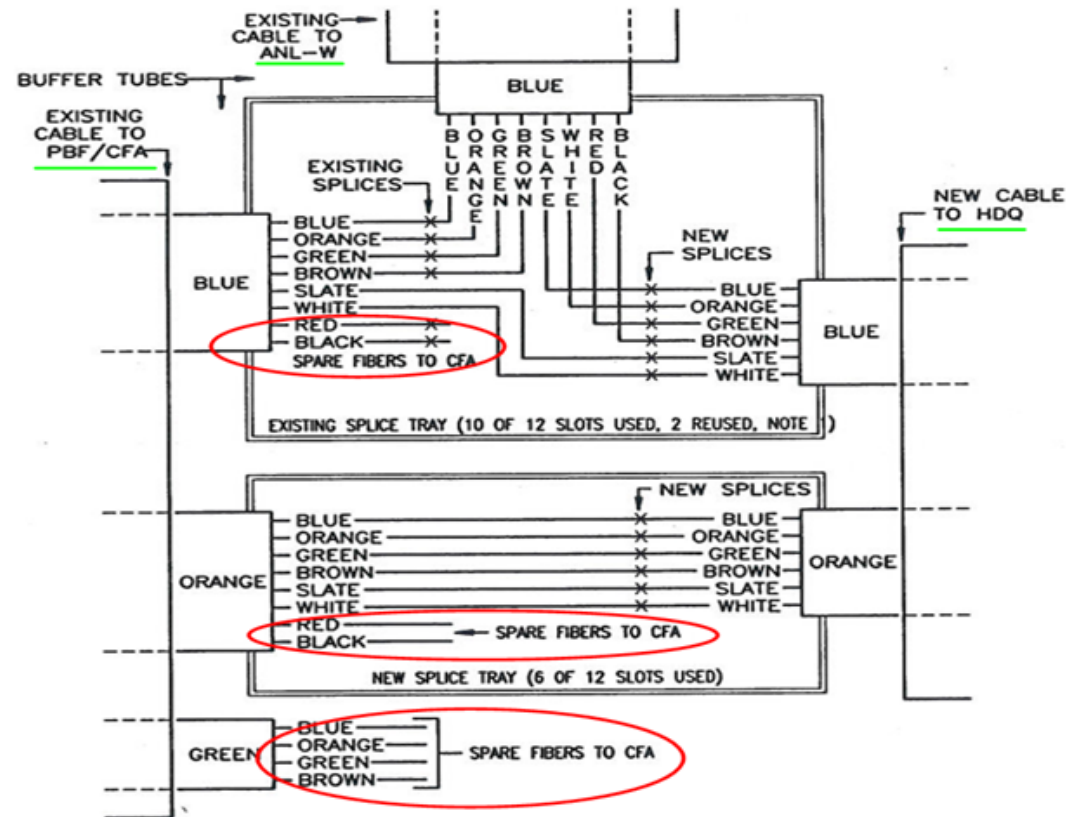 EXISTING
CABLE TO
ANL-W
BUFFER TUBES
EXISTING
CABLE TO
PBF/CFA
BLUE
BLUE
ORANGE
GREEN
BROWN
SLATE
WHITE
RED
BLACK
EXISTING
SPLICES
NEW CABLE
TO HDQ
NEW
SPLICES
BLUE
BLUE
ORANGE
GREEN
BROWN
SLATE
WHITE
RED
BLACK
SPARE FIBERS TO CFA
BLUE
ORANGE
GREEN
BROWN
SLATE
WHITE
BLUE
EXISTING SPLICE TRAY (10 OF 12 SLOTS USED, 2 REUSED, NOTE 1)
NEW SPLICES
ORANGE
BLUE
ORANGE
GREEN
BROWN
SLATE
WHITE
RED
BLACK
BLUE
ORANGE
GREEN
BROWN
SLATE
WHITE
ORANGE
SPARE FIBERS TO CFA
NEW SPLICE TRAY (6 OF 12 SLOTS USED)
GREEN
BLUE
ORANGE
GREEN
BROWN
SPARE FIBERS TO CFA